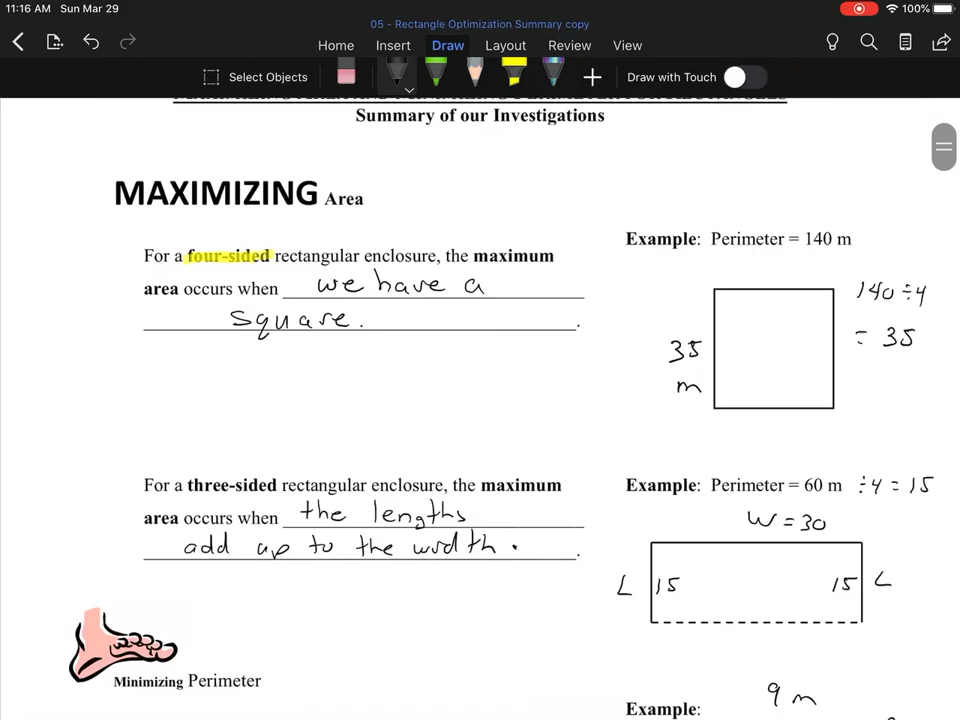 11:16 AM Sun Mar 29
100%
05 - Rectangle Optimization Summary copy
Home Insert Draw Layout Review View
Select Objects
Draw with Touch
Summary of our Investigations
MAXIMIZING Area
For a four-sided rectangular enclosure, the maximum
area occurs when we have a
square.
.
Example: Perimeter = 140 m
140 ÷ 4
= 35
35
m
For a three-sided rectangular enclosure, the maximum
area occurs when the lengths
add up to the width.
.
Example: Perimeter = 60 m ÷4 = 15
W = 30
L 15 15 L
Minimizing Perimeter
9 m
Example: